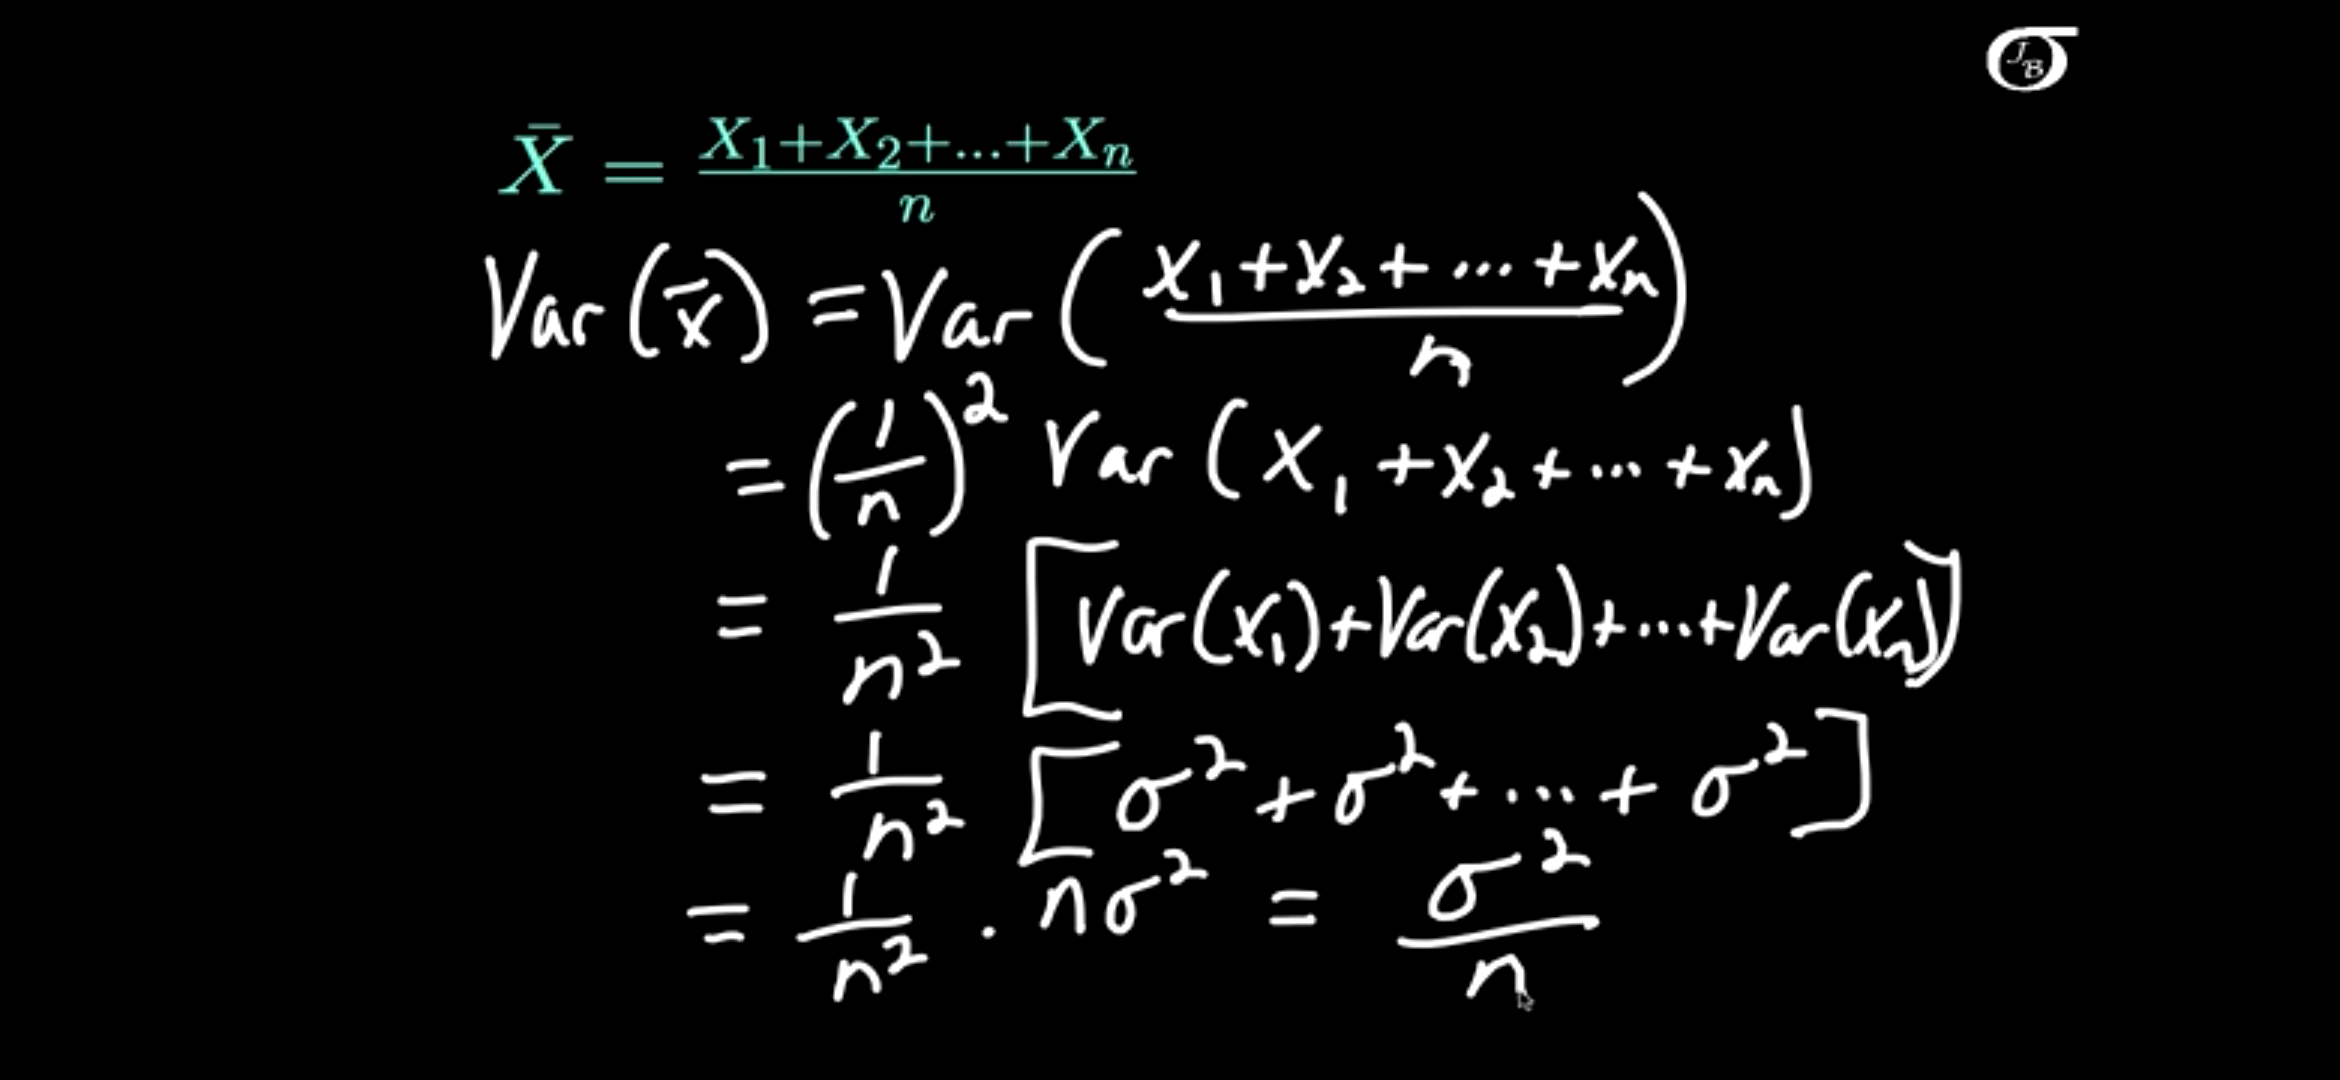 JB
X̄ = (X₁+X₂+...+Xₙ)/n
Var(x̄) = Var((X₁+X₂+...+Xₙ)/n)
= (1/n)² Var(X₁+X₂+...+Xₙ)
= 1/n² [Var(X₁)+Var(X₂)+...+Var(Xₙ)]
= 1/n² [σ²+σ²+...+σ²]
= 1/n² · nσ² = σ²/n